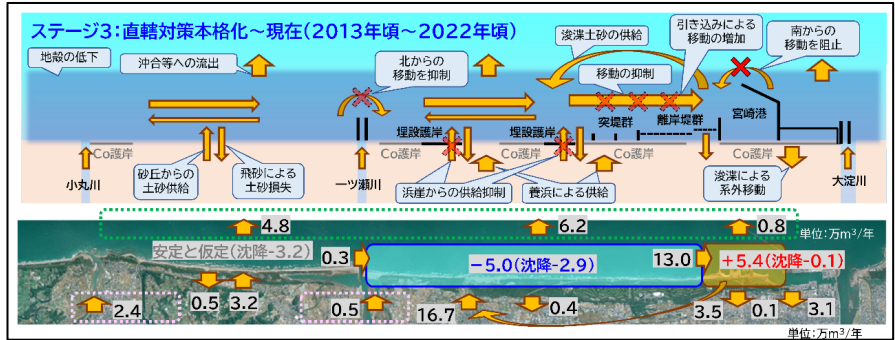 ステージ3：直轄対策本格化～現在(2013年頃～2022年頃)
地殻の低下
沖合等への流出
北からの
移動を抑制
浚渫土砂の供給
引き込みによる
移動の増加
南からの
移動を阻止
移動の抑制
突堤群
離岸堤群
宮崎港
埋設護岸
埋設護岸
Co護岸
Co護岸
Co護岸
Co護岸
小丸川
砂丘からの
土砂供給
飛砂による
土砂損失
一ツ瀬川
浜崖からの供給抑制
養浜による供給
浚渫による
系外移動
大淀川
4.8
6.2
0.8
単位：万m³/年
安定と仮定(沈降-3.2)
0.3
－5.0(沈降-2.9)
13.0
＋5.4(沈降-0.1)
2.4
0.5
3.2
0.5
16.7
0.4
3.5
0.1
3.1
単位：万m³/年